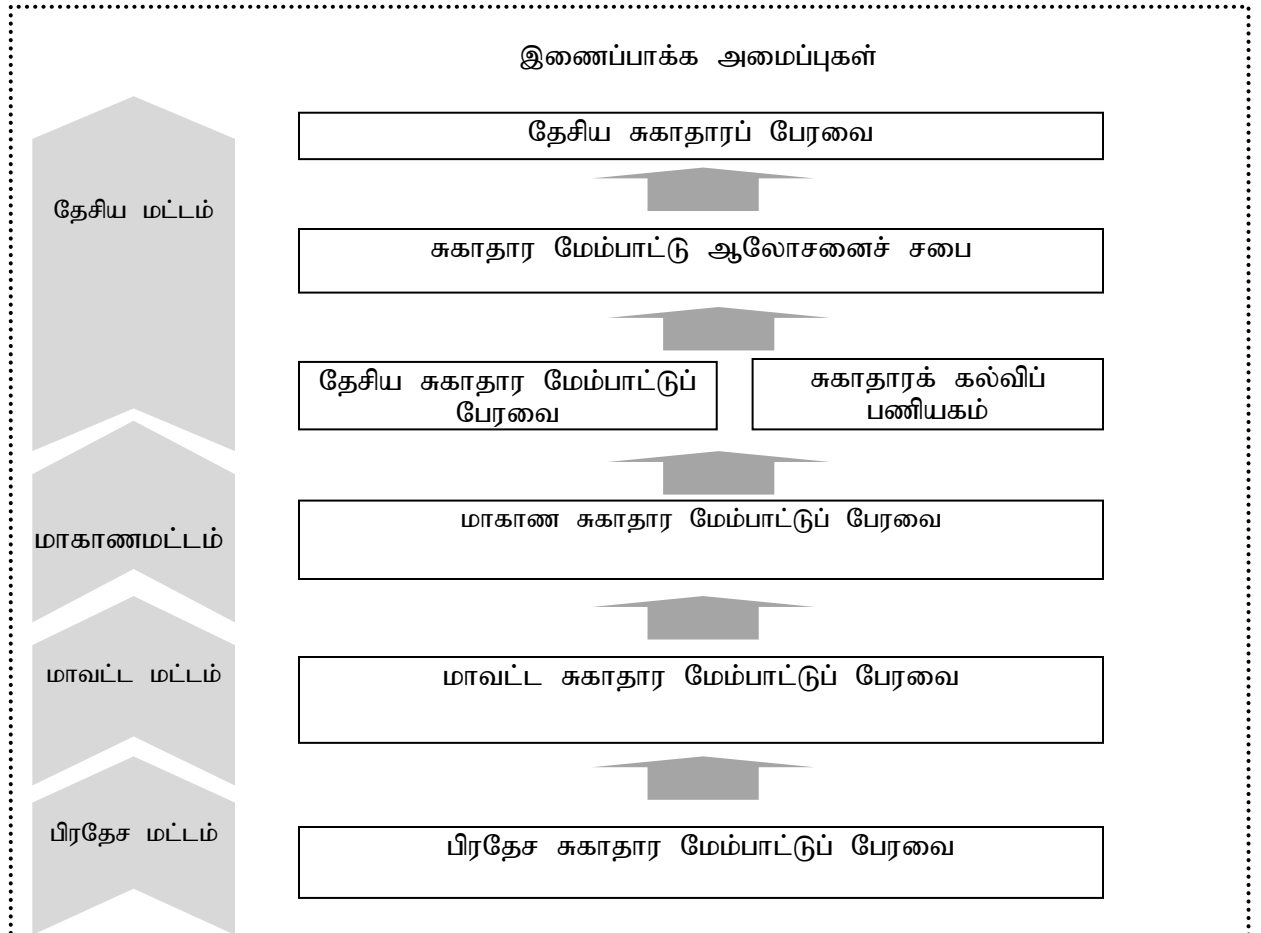 இணைப்பாக்க அமைப்புகள்
தேசிய சுகாதாரப் பேரவை
தேசிய மட்டம்
சுகாதார மேம்பாட்டு ஆலோசனைச் சபை
தேசிய சுகாதார மேம்பாட்டுப்
பேரவை
சுகாதாரக் கல்விப்
பணியகம்
மாகாணமட்டம்
மாகாண சுகாதார மேம்பாட்டுப் பேரவை
மாவட்ட மட்டம்
மாவட்ட சுகாதார மேம்பாட்டுப் பேரவை
பிரதேச மட்டம்
பிரதேச சுகாதார மேம்பாட்டுப் பேரவை